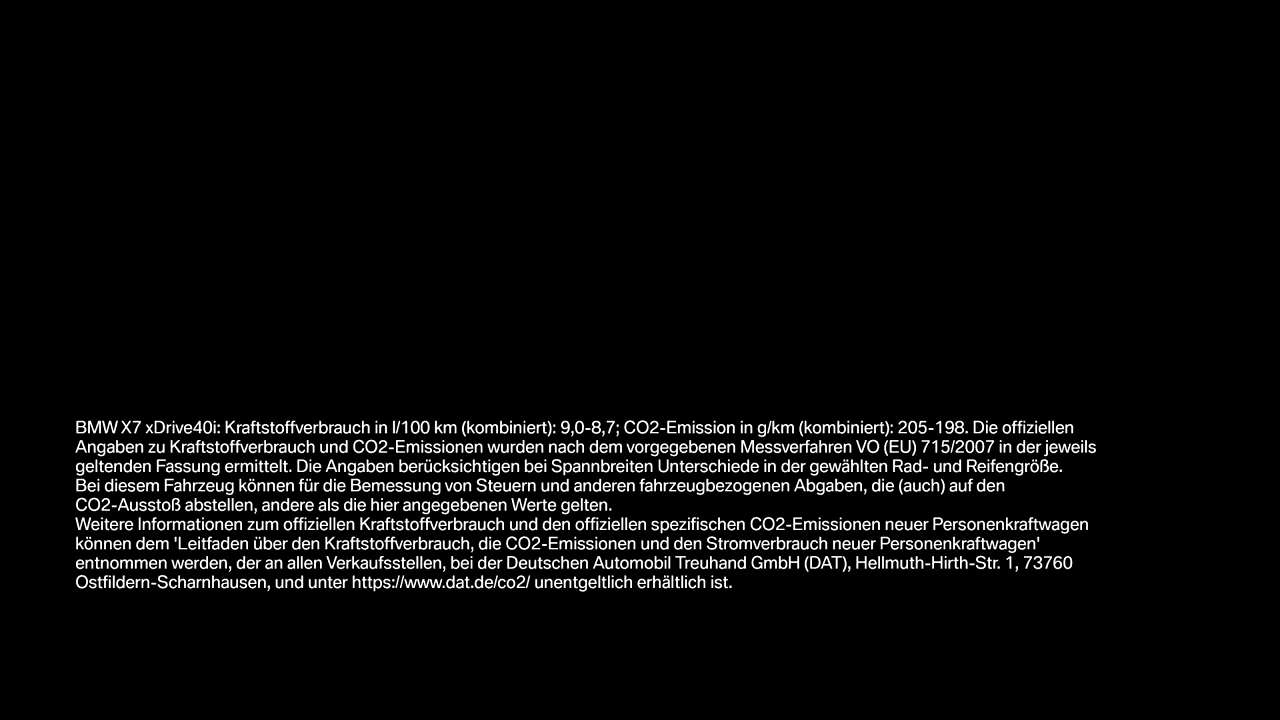 BMW X7 xDrive40i: Kraftstoffverbrauch in l/100 km (kombiniert): 9,0-8,7; CO2-Emission in g/km (kombiniert): 205-198. Die offiziellen
Angaben zu Kraftstoffverbrauch und CO2-Emissionen wurden nach dem vorgegebenen Messverfahren VO (EU) 715/2007 in der jeweils
geltenden Fassung ermittelt. Die Angaben berücksichtigen bei Spannbreiten Unterschiede in der gewählten Rad- und Reifengröße.
Bei diesem Fahrzeug können für die Bemessung von Steuern und anderen fahrzeugbezogenen Abgaben, die (auch) auf den
CO2-Ausstoß abstellen, andere als die hier angegebenen Werte gelten.
Weitere Informationen zum offiziellen Kraftstoffverbrauch und den offiziellen spezifischen CO2-Emissionen neuer Personenkraftwagen
können dem 'Leitfaden über den Kraftstoffverbrauch, die CO2-Emissionen und den Stromverbrauch neuer Personenkraftwagen'
entnommen werden, der an allen Verkaufsstellen, bei der Deutschen Automobil Treuhand GmbH (DAT), Hellmuth-Hirth-Str. 1, 73760
Ostfildern-Scharnhausen, und unter https://www.dat.de/co2/ unentgeltlich erhältlich ist.